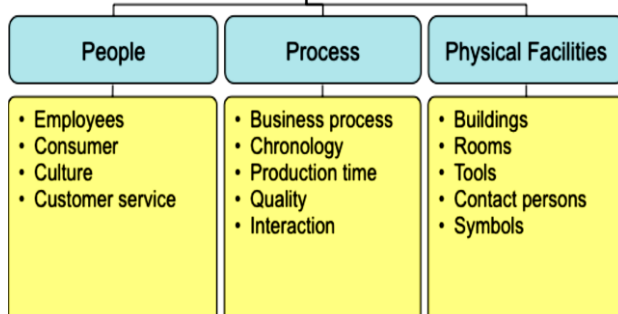 People
• Employees
• Consumer
• Culture
• Customer service
Process
• Business process
• Chronology
• Production time
• Quality
• Interaction
Physical Facilities
• Buildings
• Rooms
• Tools
• Contact persons
• Symbols